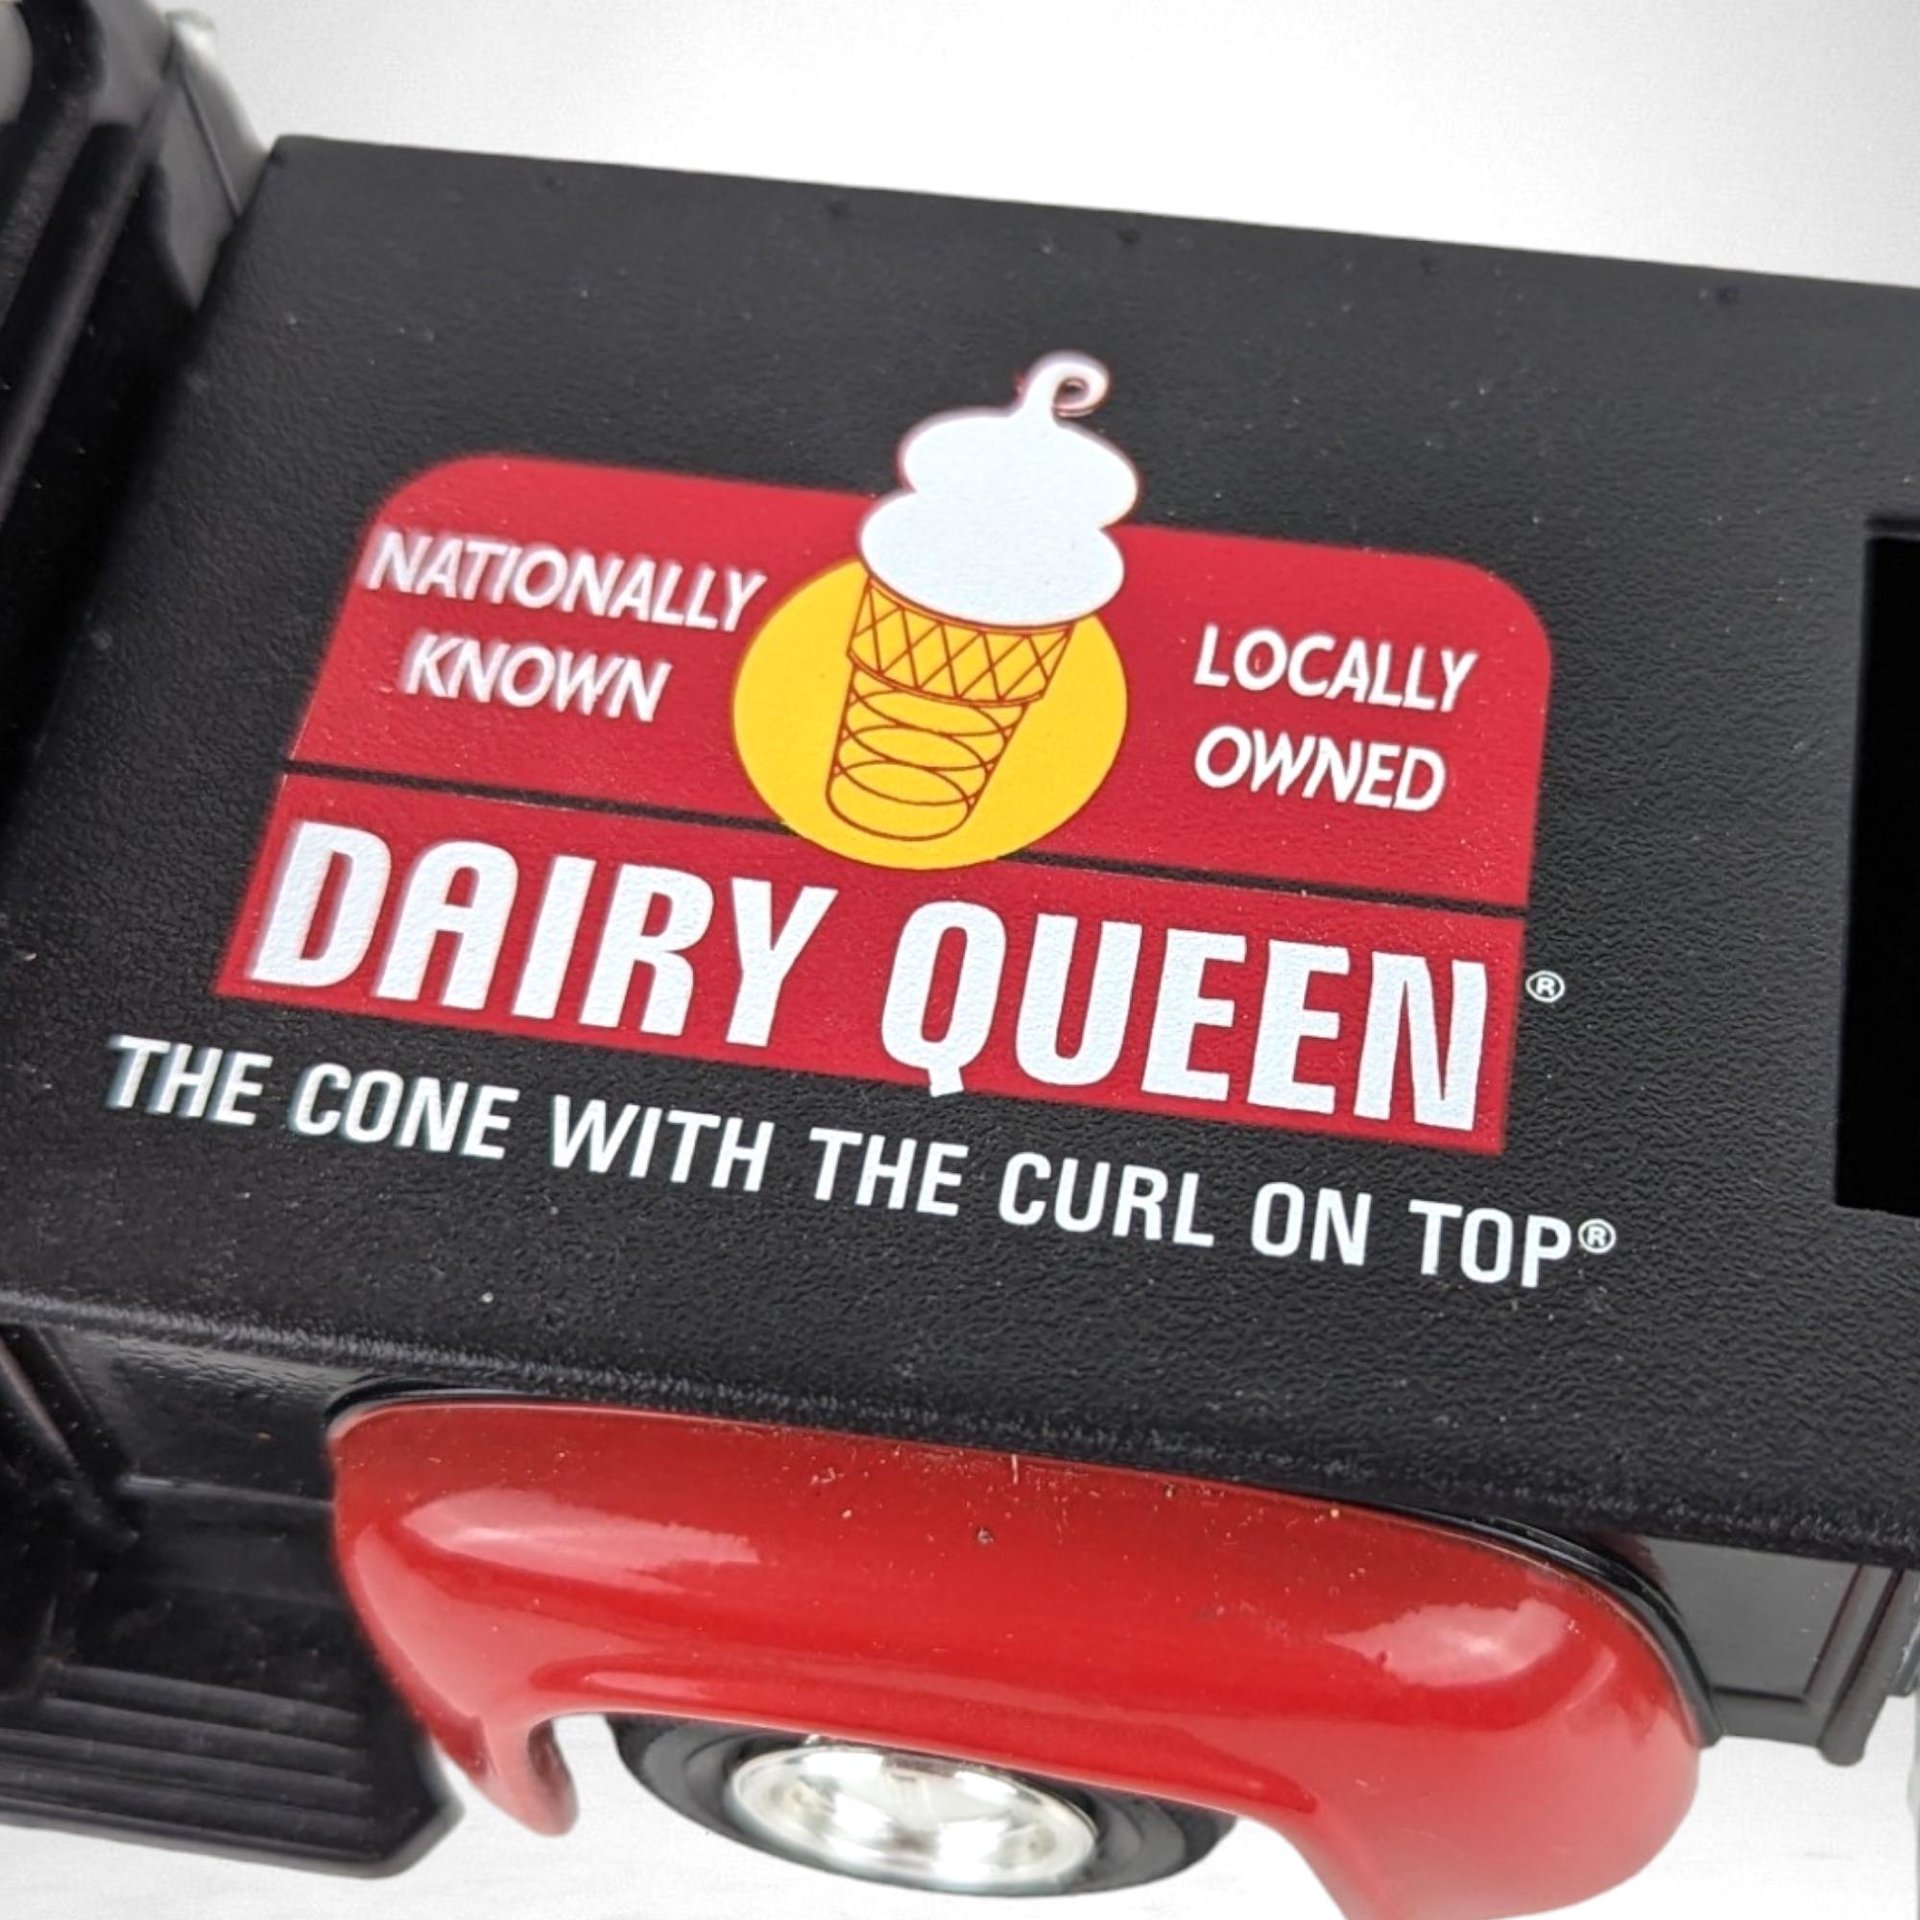 NATIONALLY
KNOWN
LOCALLY
OWNED
DAIRY QUEEN®
THE CONE WITH THE CURL ON TOP®